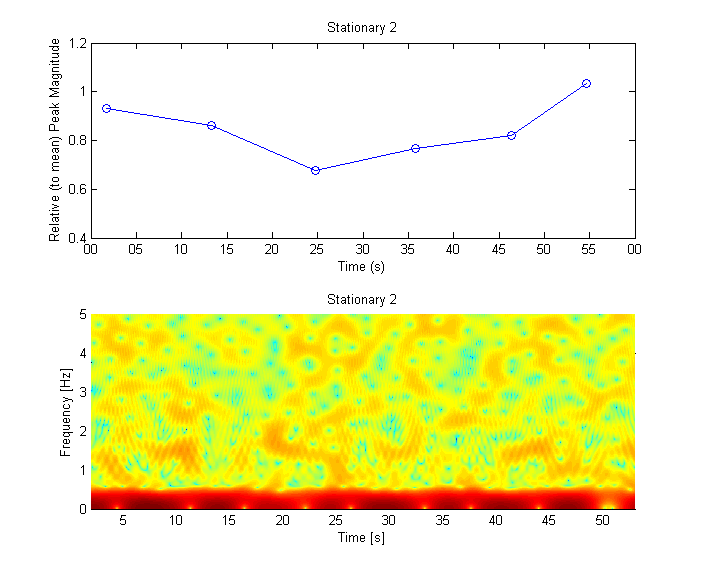 Stationary 2
Relative (to mean) Peak Magnitude
1.2
1
0.8
0.6
0.4
00 05 10 15 20 25 30 35 40 45 50 55 00
Time (s)
Stationary 2
Frequency [Hz]
5
4
3
2
1
0
5 10 15 20 25 30 35 40 45 50
Time [s]